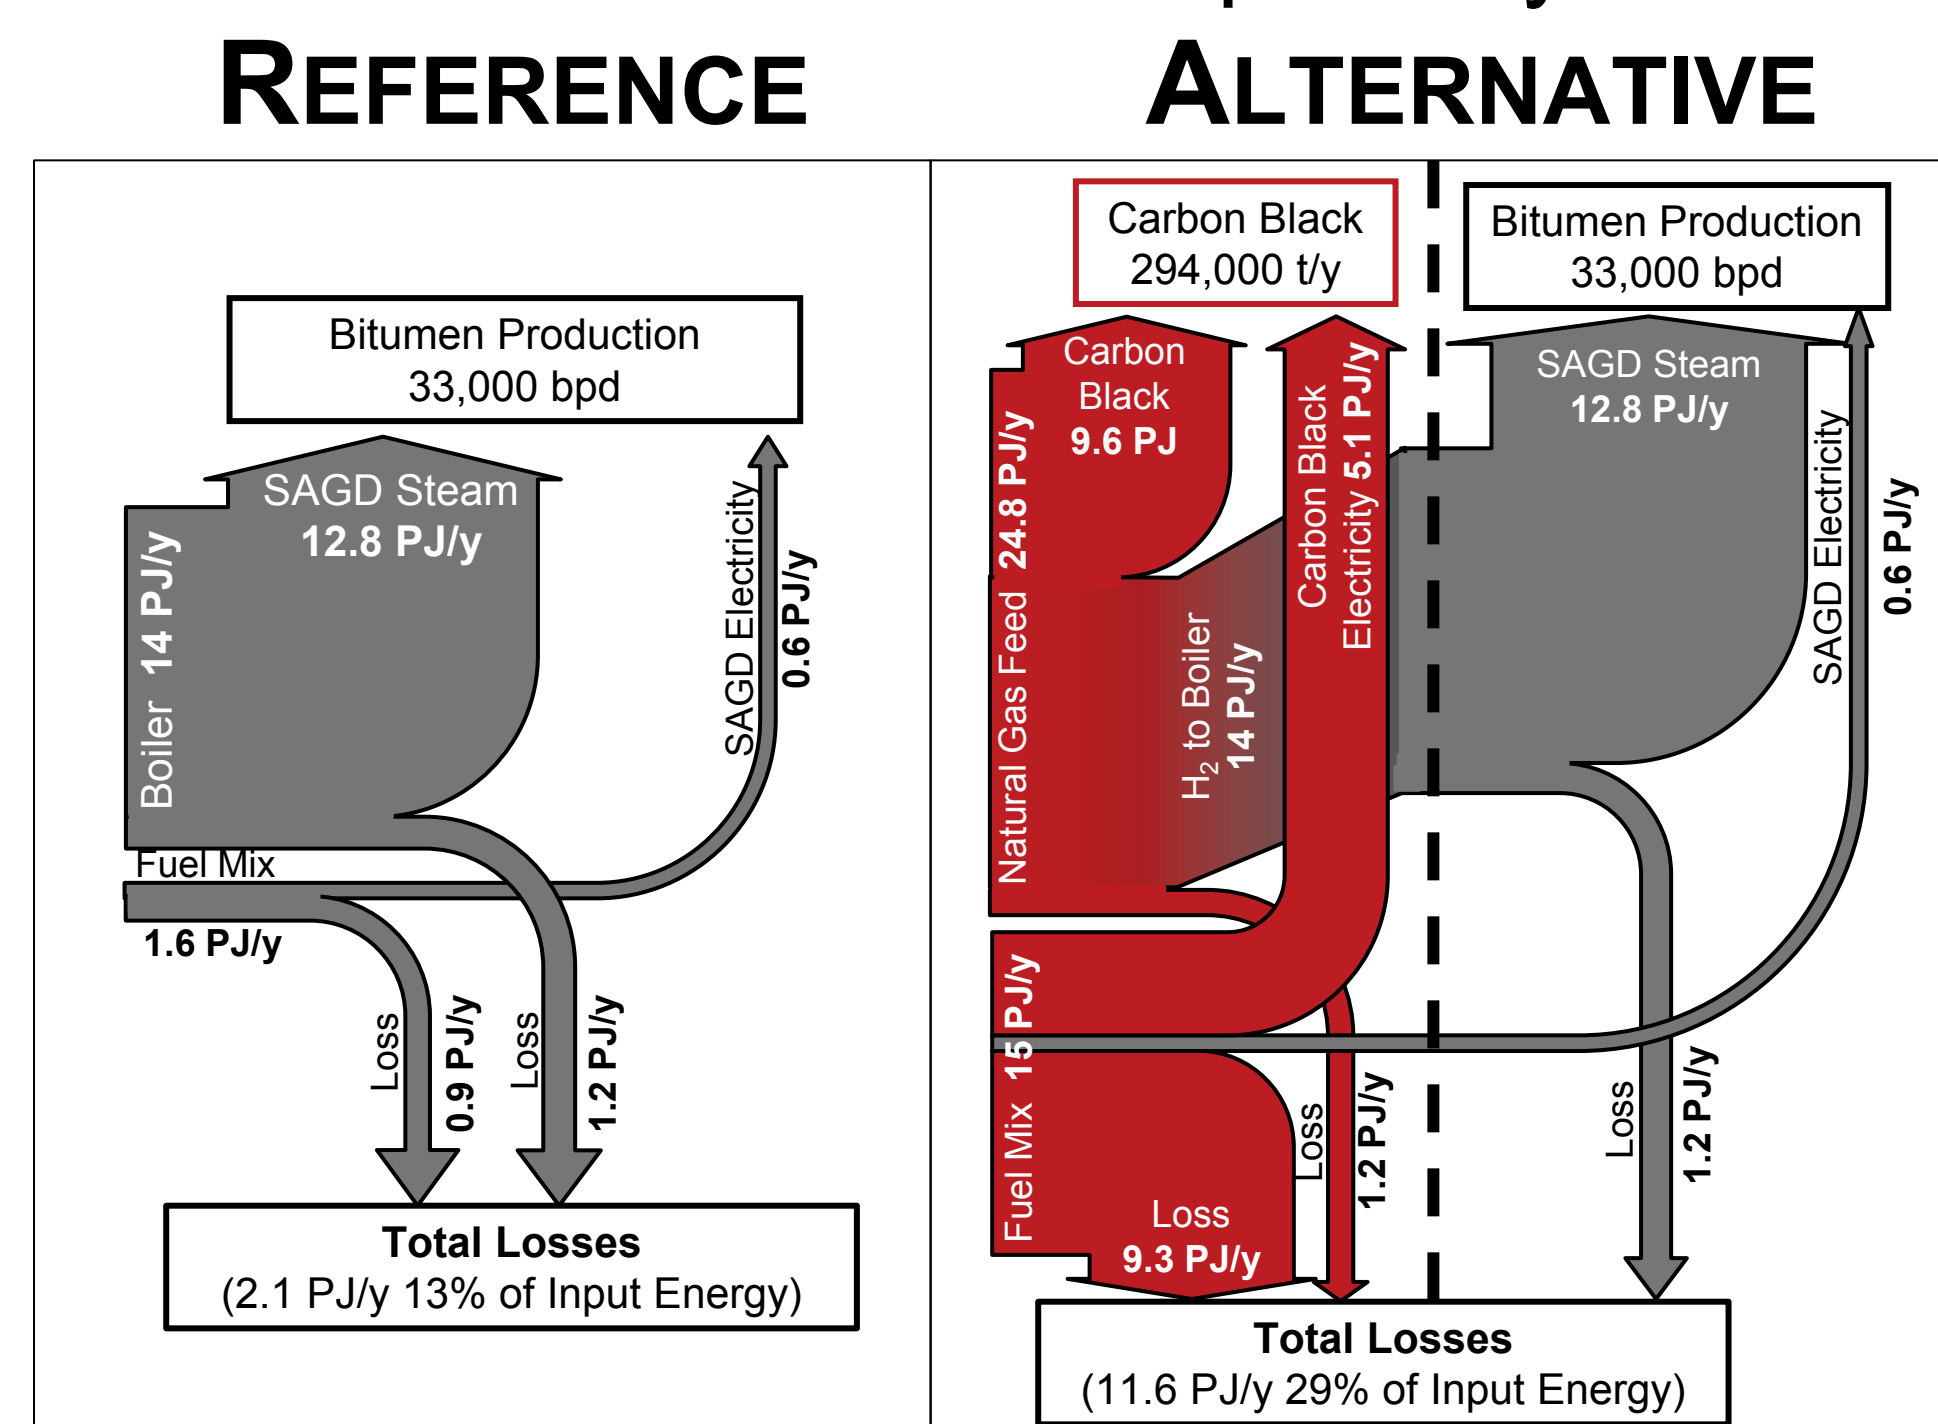 REFERENCE
ALTERNATIVE
Bitumen Production
33,000 bpd
SAGD Steam
12.8 PJ/y
Boiler 14 PJ/y
SAGD Electricity
0.6 PJ/y
Fuel Mix
1.6 PJ/y
Loss
0.9 PJ/y
Loss
1.2 PJ/y
Total Losses
(2.1 PJ/y 13% of Input Energy)
Carbon Black
294,000 t/y
Bitumen Production
33,000 bpd
Carbon
Black
9.6 PJ
Natural Gas Feed 24.8 PJ/y
Carbon Black
Electricity 5.1 PJ/y
H₂ to Boiler
14 PJ/y
SAGD Steam
12.8 PJ/y
SAGD Electricity
0.6 PJ/y
Fuel Mix 15 PJ/y
Loss
9.3 PJ/y
Loss
1.2 PJ/y
Loss
1.2 PJ/y
Total Losses
(11.6 PJ/y 29% of Input Energy)